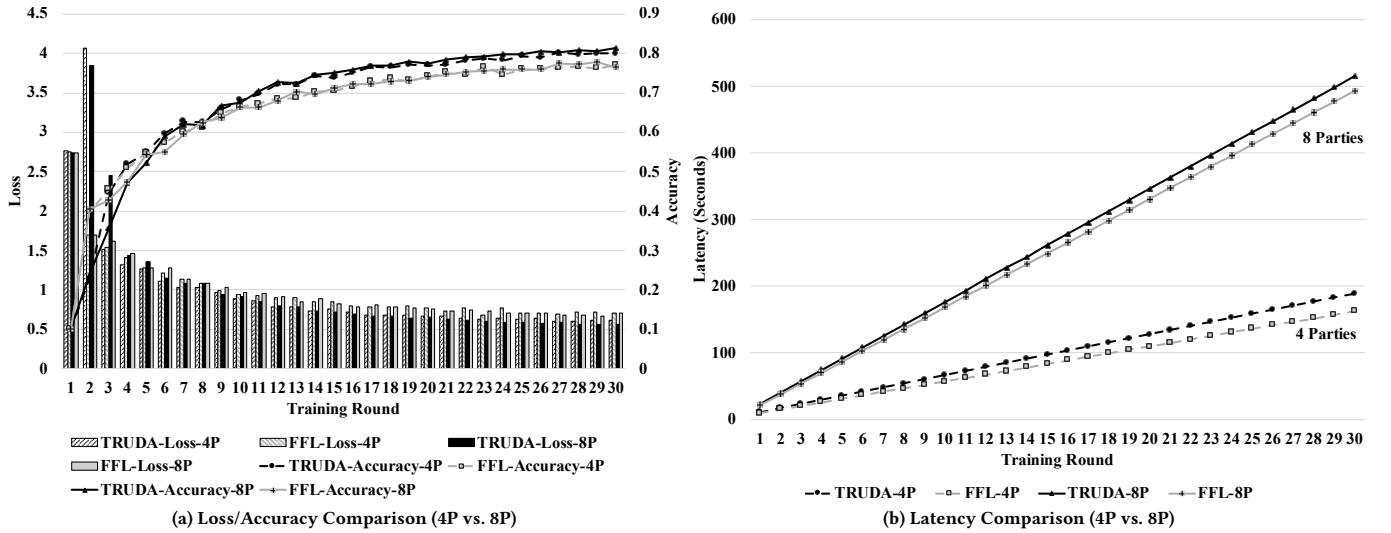 4.5
4
3.5
3
2.5
2
1.5
1
0.5
0
Loss
0.9
0.8
0.7
0.6
0.5
0.4
0.3
0.2
0.1
0
Accuracy
1 2 3 4 5 6 7 8 9 10 11 12 13 14 15 16 17 18 19 20 21 22 23 24 25 26 27 28 29 30
Training Round
TRUDA-Loss-4P FFL-Loss-4P TRUDA-Loss-8P
FFL-Loss-8P TRUDA-Accuracy-4P FFL-Accuracy-4P
TRUDA-Accuracy-8P FFL-Accuracy-8P
(a) Loss/Accuracy Comparison (4P vs. 8P)
600
500
400
300
200
100
0
Latency (Seconds)
8 Parties
4 Parties
1 2 3 4 5 6 7 8 9 10 11 12 13 14 15 16 17 18 19 20 21 22 23 24 25 26 27 28 29 30
Training Round
TRUDA-4P FFL-4P TRUDA-8P FFL-8P
(b) Latency Comparison (4P vs. 8P)